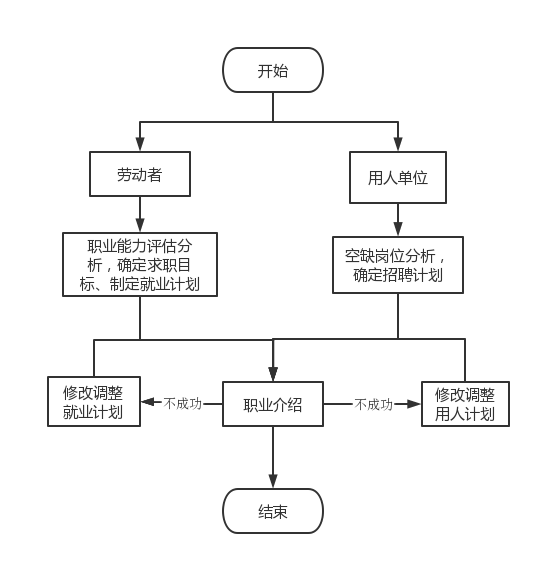 开始
劳动者
用人单位
职业能力评估分
析，确定求职目
标、制定就业计划
空缺岗位分析，
确定招聘计划
修改调整
就业计划
不成功
职业介绍
不成功
修改调整
用人计划
结束